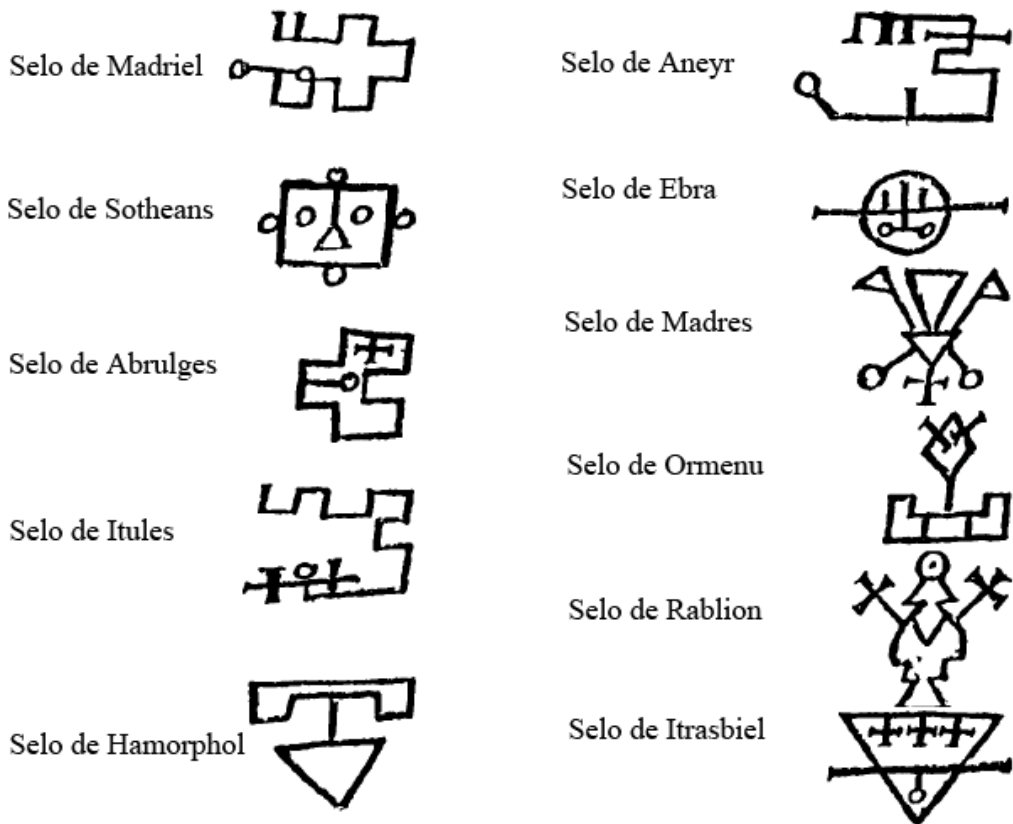 Selo de Madriel
Selo de Sotheans
Selo de Abrulges
Selo de Itules
Selo de Hamorphol
Selo de Aneyr
Selo de Ebra
Selo de Madres
Selo de Ormenu
Selo de Rablion
Selo de Itrasbiel